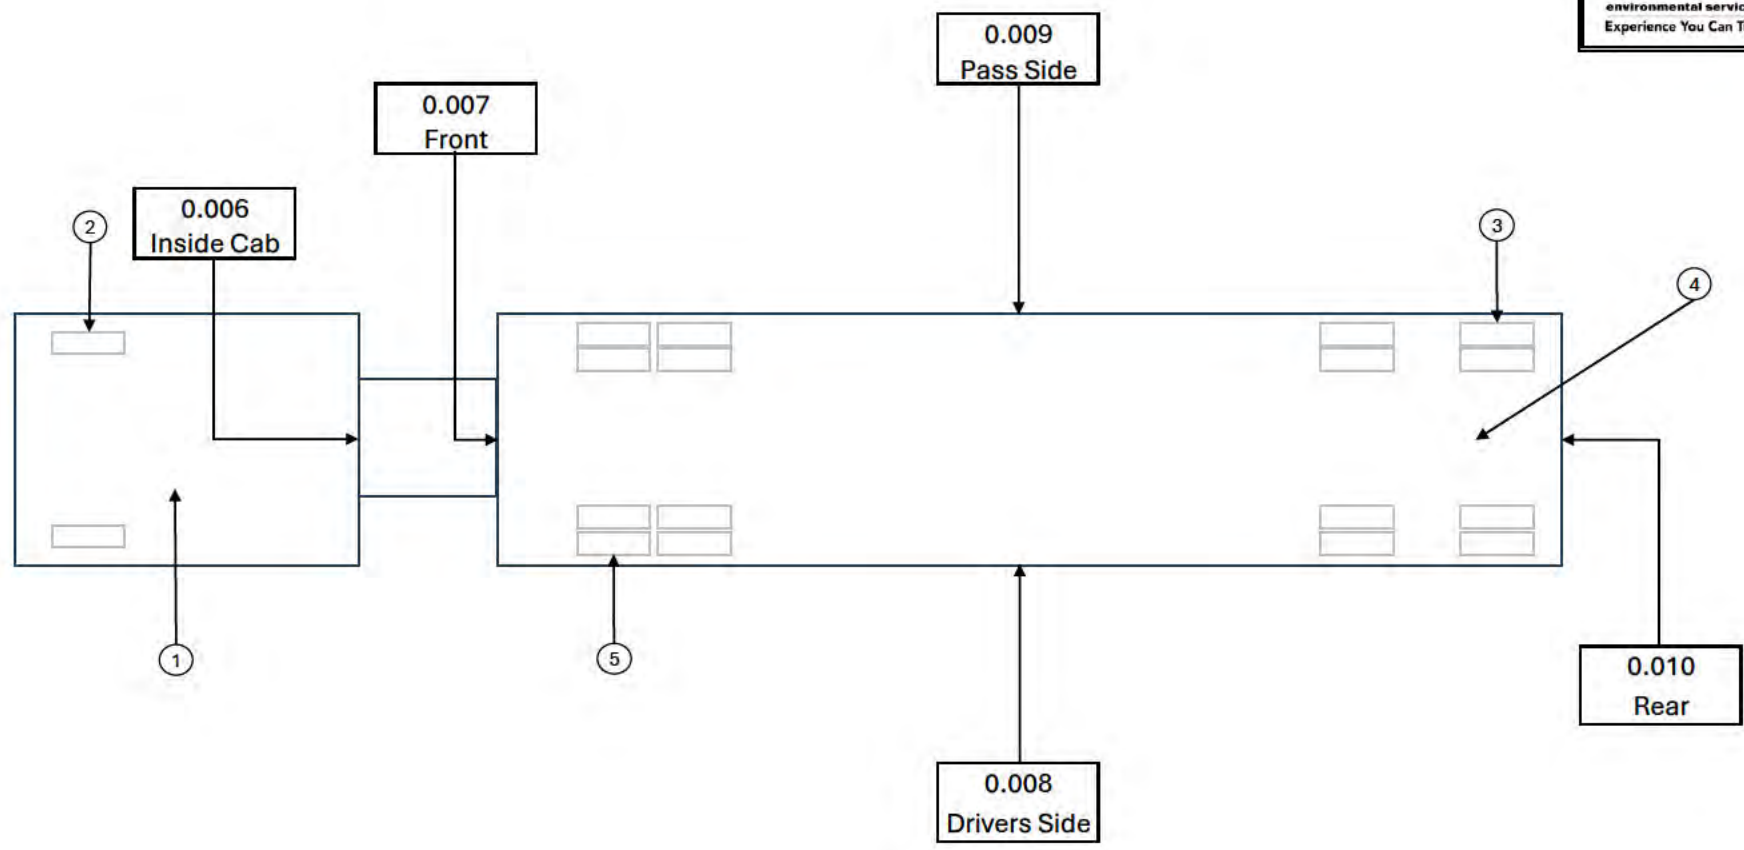 environmental servic
Experience You Can T
0.009
Pass Side
0.007
Front
0.006
Inside Cab
2
3
4
1
5
0.010
Rear
0.008
Drivers Side